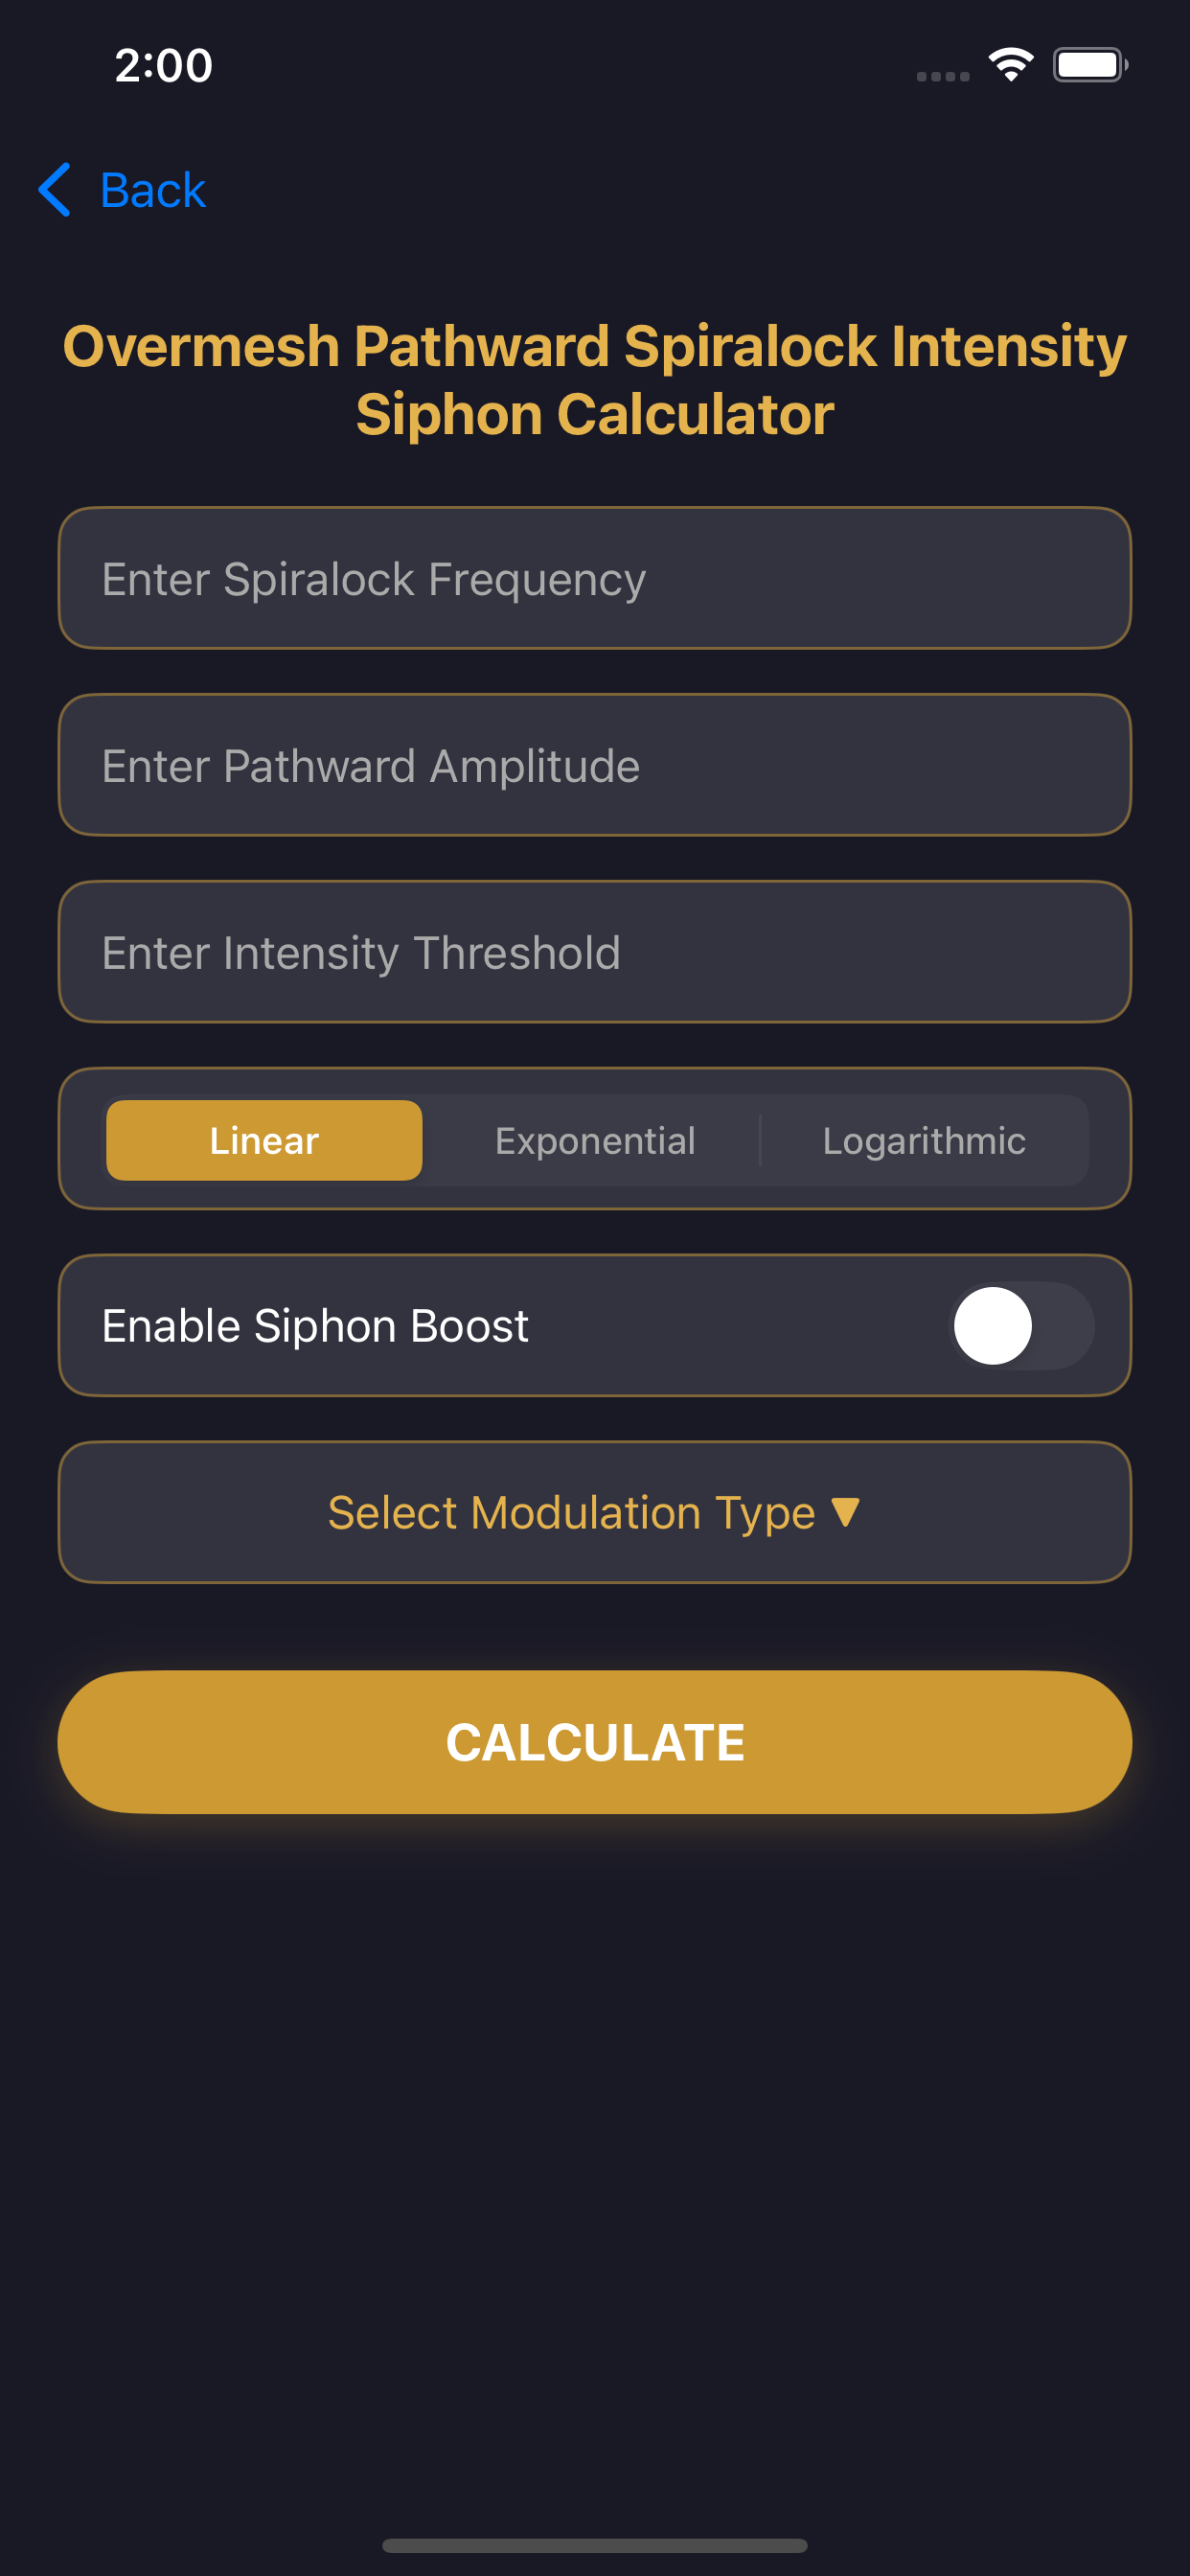 2:00
Back
Overmesh Pathward Spiralock Intensity
Siphon Calculator
Enter Spiralock Frequency
Enter Pathward Amplitude
Enter Intensity Threshold
Linear Exponential Logarithmic
Enable Siphon Boost
Select Modulation Type ▼
CALCULATE